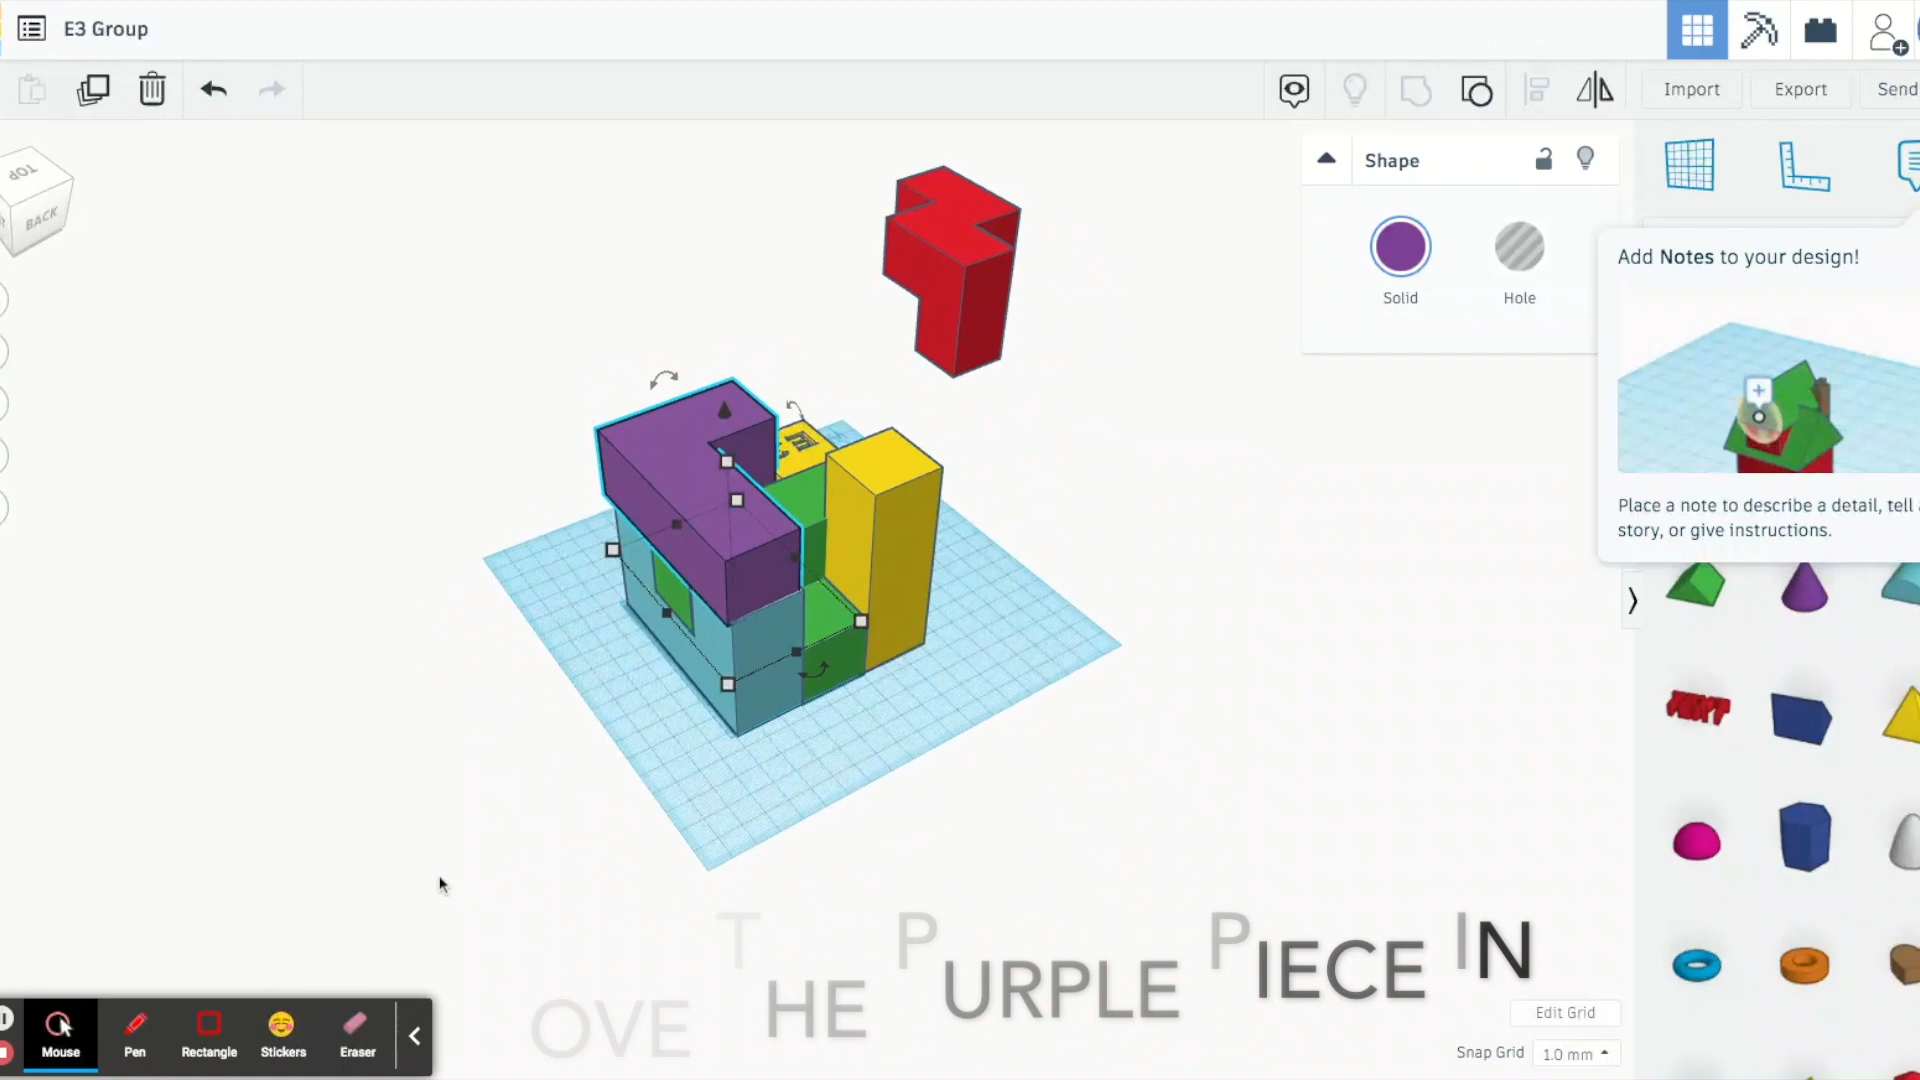 E3 Group
Import
Export
Send
TOP
BACK
Shape
Solid
Hole
Add Notes to your design!
Place a note to describe a detail, tell
story, or give instructions.
TEXT
OVE THE PURPLE PIECE IN
Edit Grid
Snap Grid
1.0 mm
Mouse
Pen
Rectangle
Stickers
Eraser